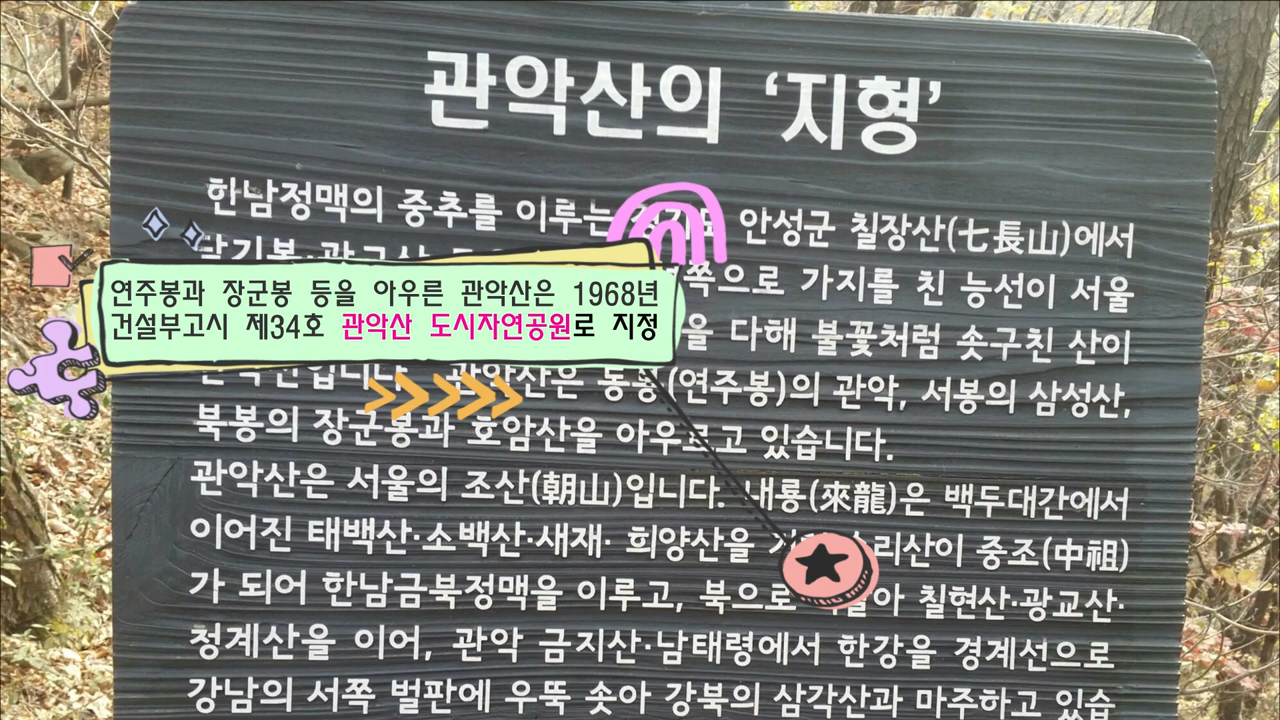 관악산의 '지형'
한남정맥의 중추를 이루는 안성군 칠장산(七長山)에서
가지를 친 능선이 서울
연주봉과 장군봉 등을 아우른 관악산은 1968년
건설부고시 제34호 관악산 도시자연공원로 지정
을 다해 불꽃처럼 솟구친 산이
관악산은 동봉(연주봉)의 관악, 서봉의 삼성산,
북봉의 장군봉과 호암산을 아우르고 있습니다.
관악산은 서울의 조산(朝山)입니다. 내룡(來龍)은 백두대간에서
이어진 태백산·소백산·새재· 희양산을 중조(中祖)
가 되어 한남금북정맥을 이루고, 북으로 칠현산·광교산·
청계산을 이어, 관악 금지산·남태령에서 한강을 경계선으로
강남의 서쪽 벌판에 우뚝 솟아 강북의 삼각산과 마주하고 있습